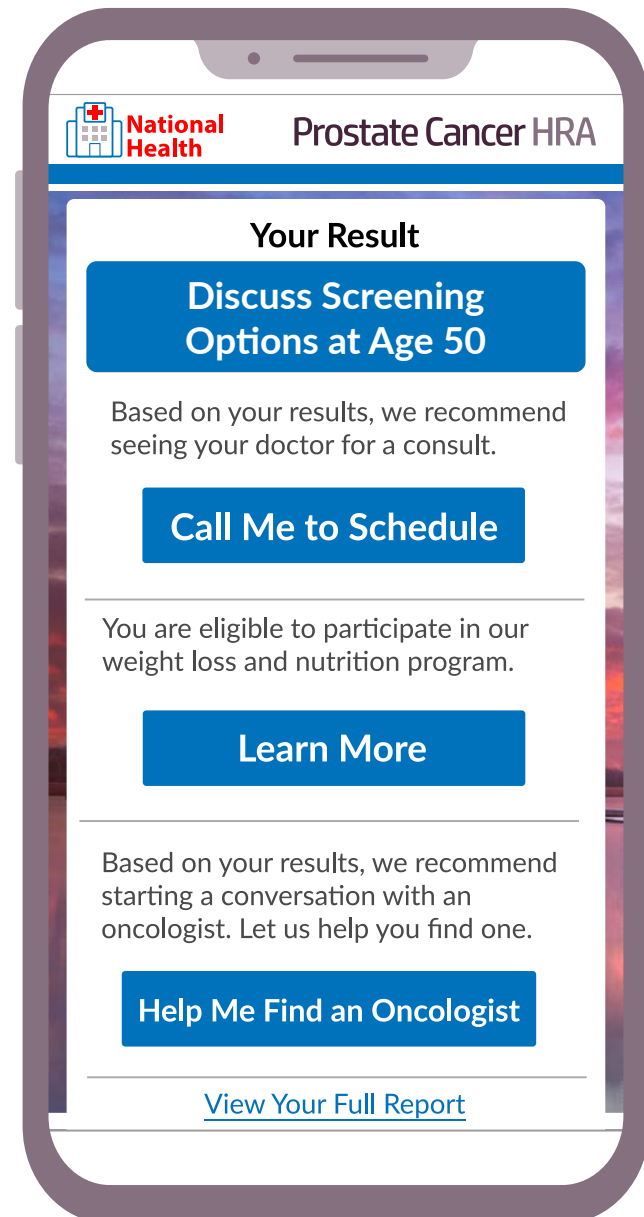 National
Health
Prostate Cancer HRA
Your Result
Discuss Screening
Options at Age 50
Based on your results, we recommend
seeing your doctor for a consult.
Call Me to Schedule
You are eligible to participate in our
weight loss and nutrition program.
Learn More
Based on your results, we recommend
starting a conversation with an
oncologist. Let us help you find one.
Help Me Find an Oncologist
View Your Full Report